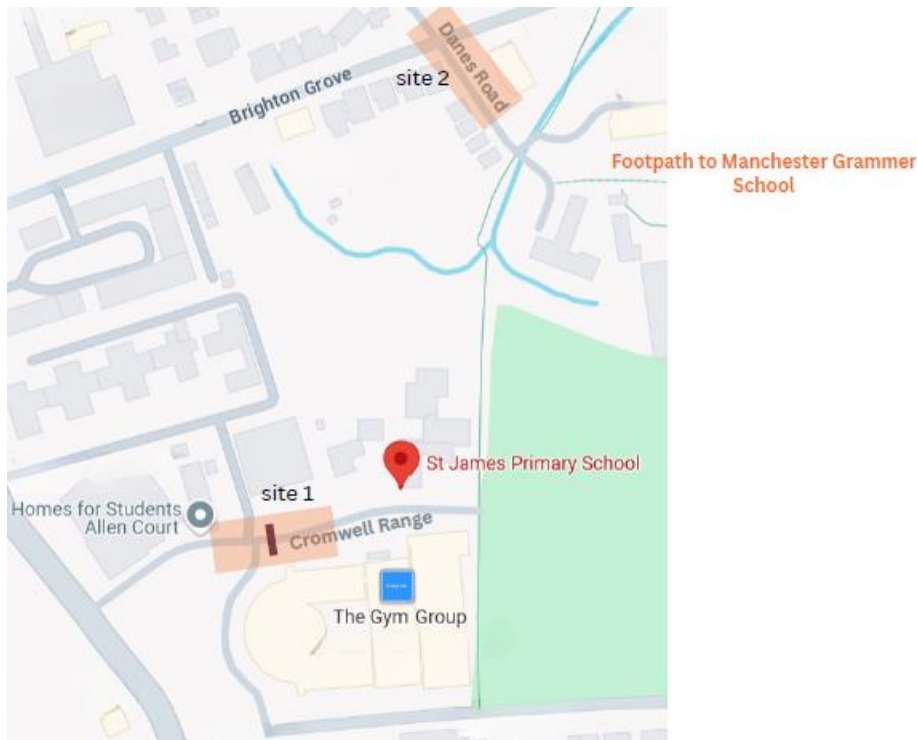 Danes Road
site 2
Brighton Grove
Footpath to Manchester Grammer
School
St James Primary School
site 1
Homes for Students
Allen Court
Cromwell Range
The Gym Group